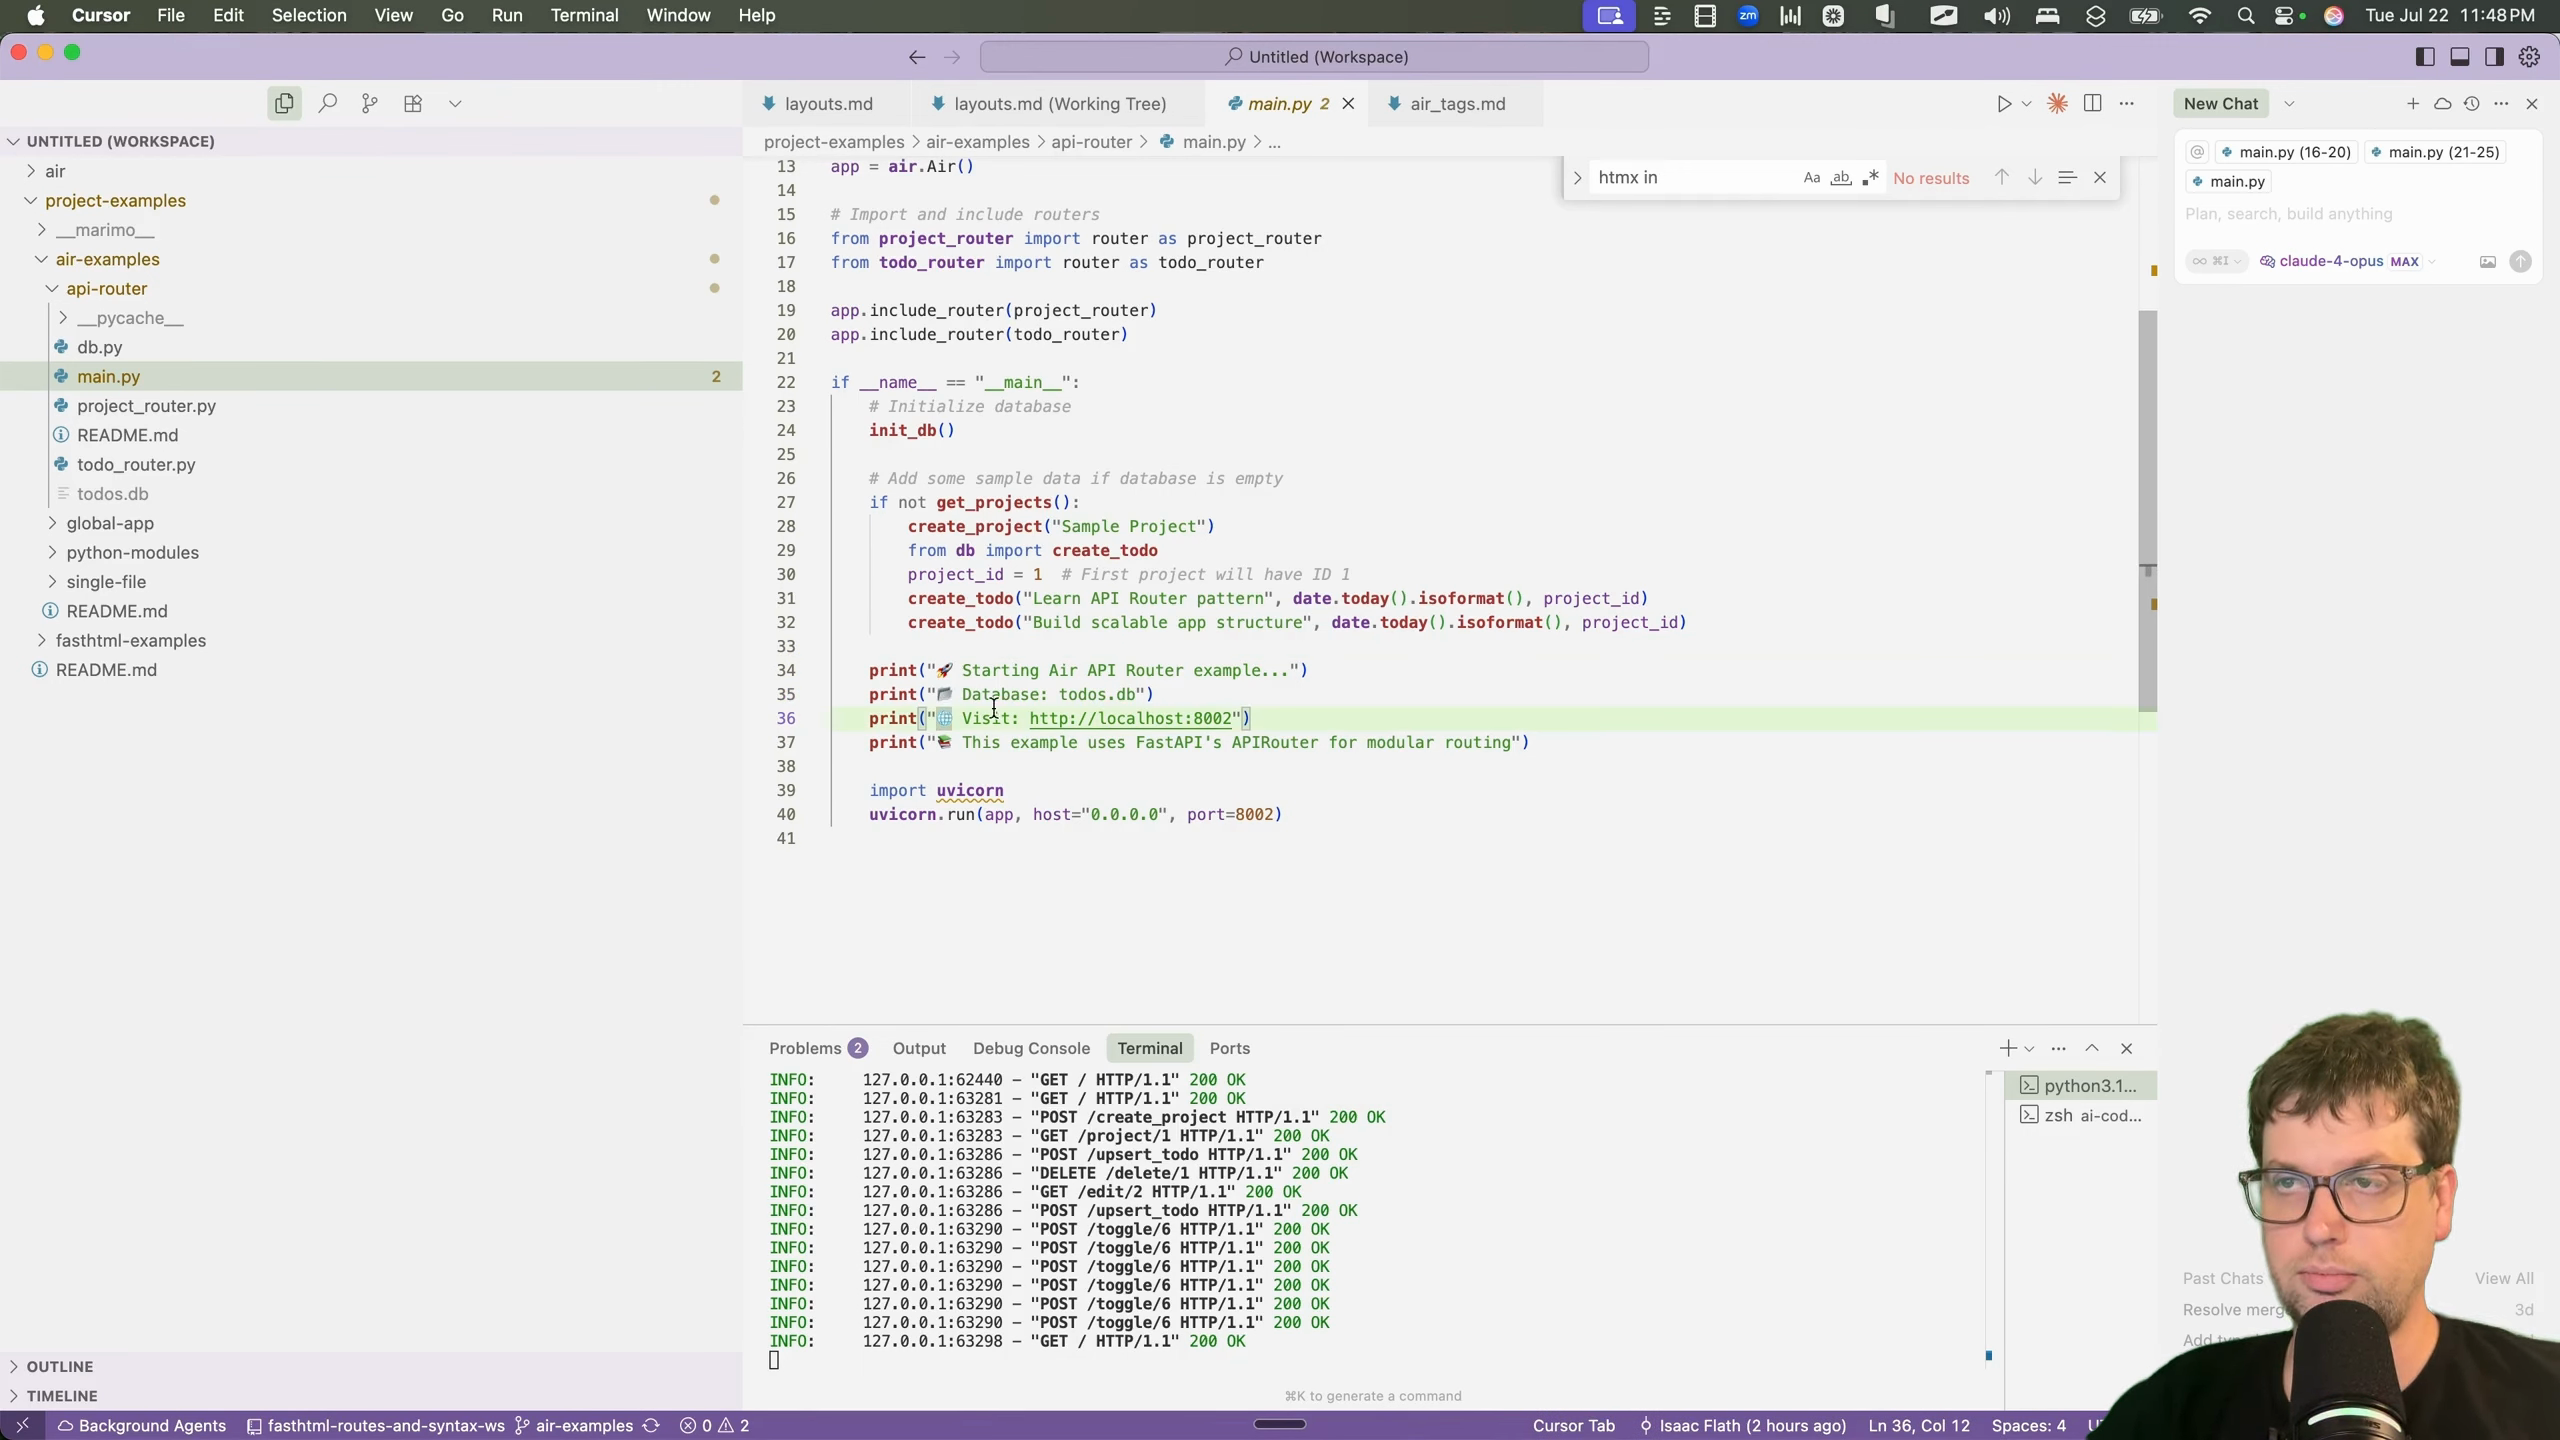 Cursor File Edit Selection View Go Run Terminal Window Help
zm
Tue Jul 22 11:48 PM
Untitled (Workspace)
layouts.md
layouts.md (Working Tree)
main.py 2
air_tags.md
project-examples > air-examples > api-router > main.py > ...
UNTITLED (WORKSPACE)
air
project-examples
__marimo__
air-examples
api-router
__pycache__
db.py
main.py 2
project_router.py
README.md
todo_router.py
todos.db
global-app
python-modules
single-file
README.md
fasthtml-examples
README.md
OUTLINE
TIMELINE
htmx in
Aa ab .* No results
13 app = air.Air()
14
15 # Import and include routers
16 from project_router import router as project_router
17 from todo_router import router as todo_router
18
19 app.include_router(project_router)
20 app.include_router(todo_router)
21
22 if __name__ == "__main__":
23 # Initialize database
24 init_db()
25
26 # Add some sample data if database is empty
27 if not get_projects():
28 create_project("Sample Project")
29 from db import create_todo
30 project_id = 1 # First project will have ID 1
31 create_todo("Learn API Router pattern", date.today().isoformat(), project_id)
32 create_todo("Build scalable app structure", date.today().isoformat(), project_id)
33
34 print("🚀 Starting Air API Router example...")
35 print("📁 Database: todos.db")
36 print("🌐 Visit: http://localhost:8002")
37 print("📚 This example uses FastAPI's APIRouter for modular routing")
38
39 import uvicorn
40 uvicorn.run(app, host="0.0.0.0", port=8002)
41
Problems 2 Output Debug Console Terminal Ports
INFO: 127.0.0.1:62440 - "GET / HTTP/1.1" 200 OK
INFO: 127.0.0.1:63281 - "GET / HTTP/1.1" 200 OK
INFO: 127.0.0.1:63283 - "POST /create_project HTTP/1.1" 200 OK
INFO: 127.0.0.1:63283 - "GET /project/1 HTTP/1.1" 200 OK
INFO: 127.0.0.1:63286 - "POST /upsert_todo HTTP/1.1" 200 OK
INFO: 127.0.0.1:63286 - "DELETE /delete/1 HTTP/1.1" 200 OK
INFO: 127.0.0.1:63286 - "GET /edit/2 HTTP/1.1" 200 OK
INFO: 127.0.0.1:63286 - "POST /upsert_todo HTTP/1.1" 200 OK
INFO: 127.0.0.1:63290 - "POST /toggle/6 HTTP/1.1" 200 OK
INFO: 127.0.0.1:63290 - "POST /toggle/6 HTTP/1.1" 200 OK
INFO: 127.0.0.1:63290 - "POST /toggle/6 HTTP/1.1" 200 OK
INFO: 127.0.0.1:63290 - "POST /toggle/6 HTTP/1.1" 200 OK
INFO: 127.0.0.1:63290 - "POST /toggle/6 HTTP/1.1" 200 OK
INFO: 127.0.0.1:63290 - "POST /toggle/6 HTTP/1.1" 200 OK
INFO: 127.0.0.1:63298 - "GET / HTTP/1.1" 200 OK
⌘K to generate a command
python3.1...
zsh ai-cod...
New Chat
@ main.py (16-20) main.py (21-25)
main.py
Plan, search, build anything
∞ ⌘I claude-4-opus MAX
Past Chats View All
Resolve merg 3d
Add
Background Agents fasthtml-routes-and-syntax-ws air-examples 0 2
Cursor Tab Isaac Flath (2 hours ago) Ln 36, Col 12 Spaces: 4